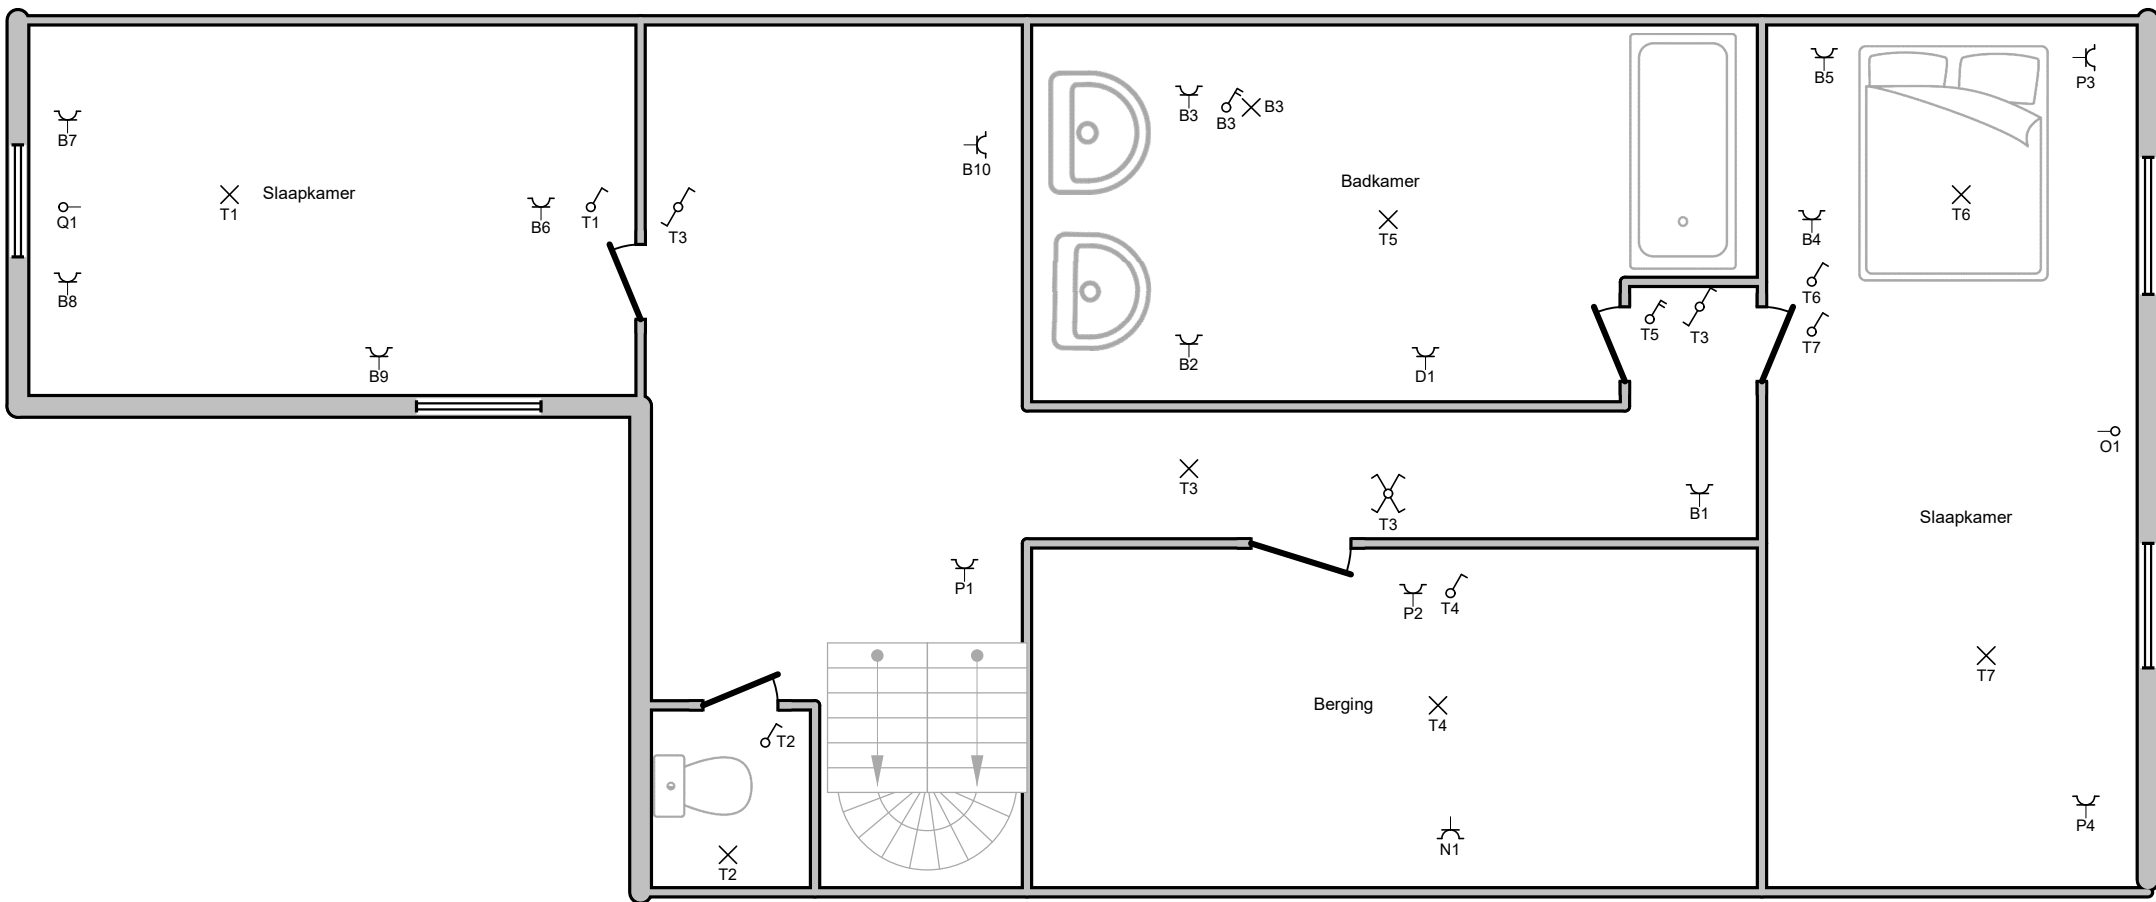 B5
P3
B3
B3
B3
B7
B10
Badkamer
Slaapkamer
T1
T6
Q1
B6
T1
T3
T5
B4
B8
T6
T5
T3
T7
B2
D1
B9
O1
T3
T3
B1
Slaapkamer
P1
P2
T4
T7
Berging
T4
T2
P4
N1
T2